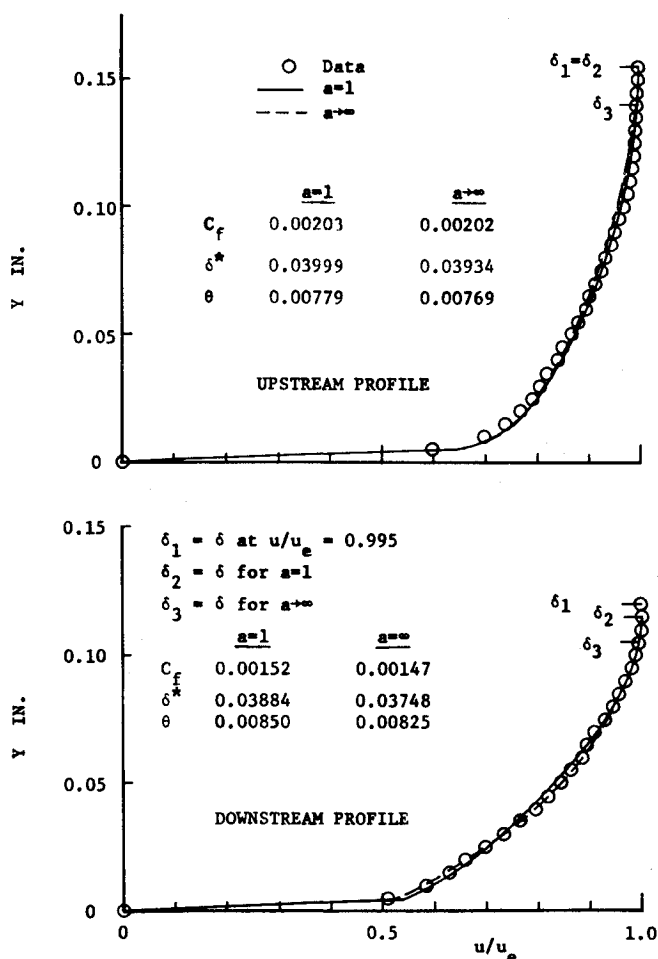 δ1=δ2
0.15
O Data
a=1
δ3
a→∞
a=1 a→∞
0.10
Cf 0.00203 0.00202
δ* 0.03999 0.03934
θ 0.00779 0.00769
Y IN.
0.05
UPSTREAM PROFILE
0
0.15
δ1 = δ at u/ue = 0.995
δ2 = δ for a=1
δ3 = δ for a→∞
δ1
δ2
δ3
a=1 a=∞
0.10
Cf 0.00152 0.00147
δ* 0.03884 0.03748
θ 0.00850 0.00825
Y IN.
0.05
DOWNSTREAM PROFILE
0
0 0.5 1.0
u/ue